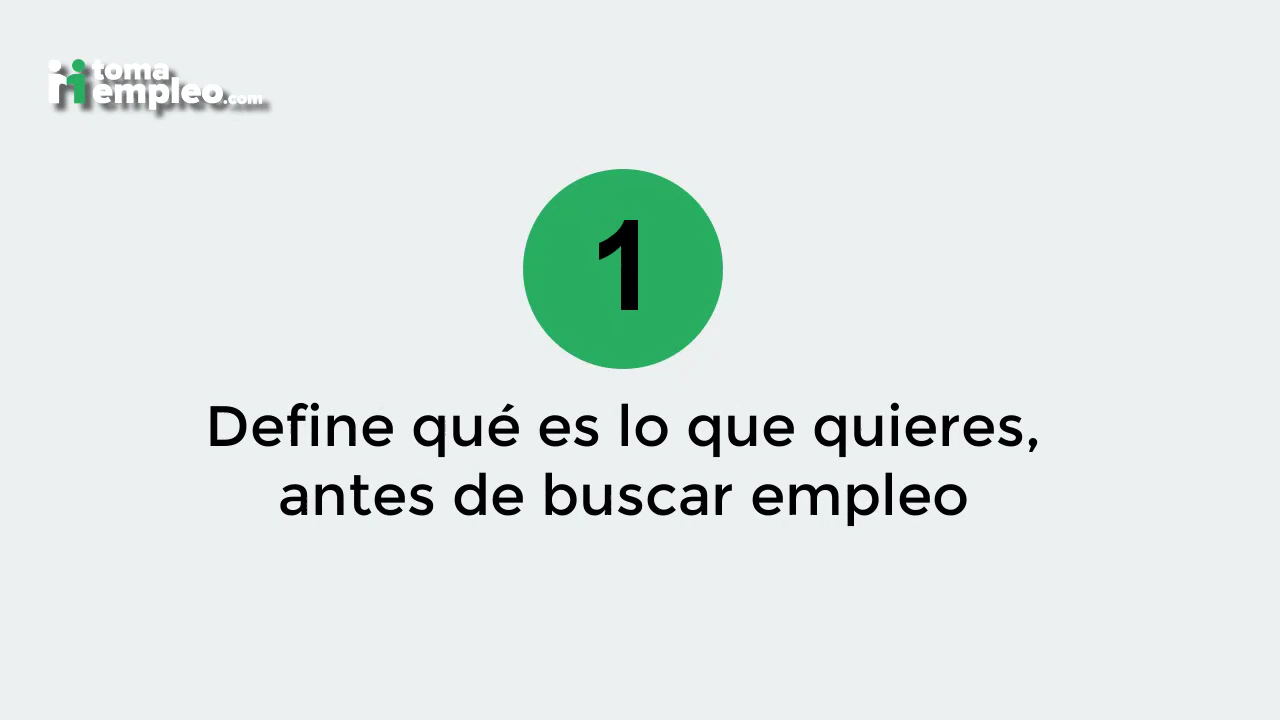 toma
empleo.com
1
Define qué es lo que quieres,
antes de buscar empleo